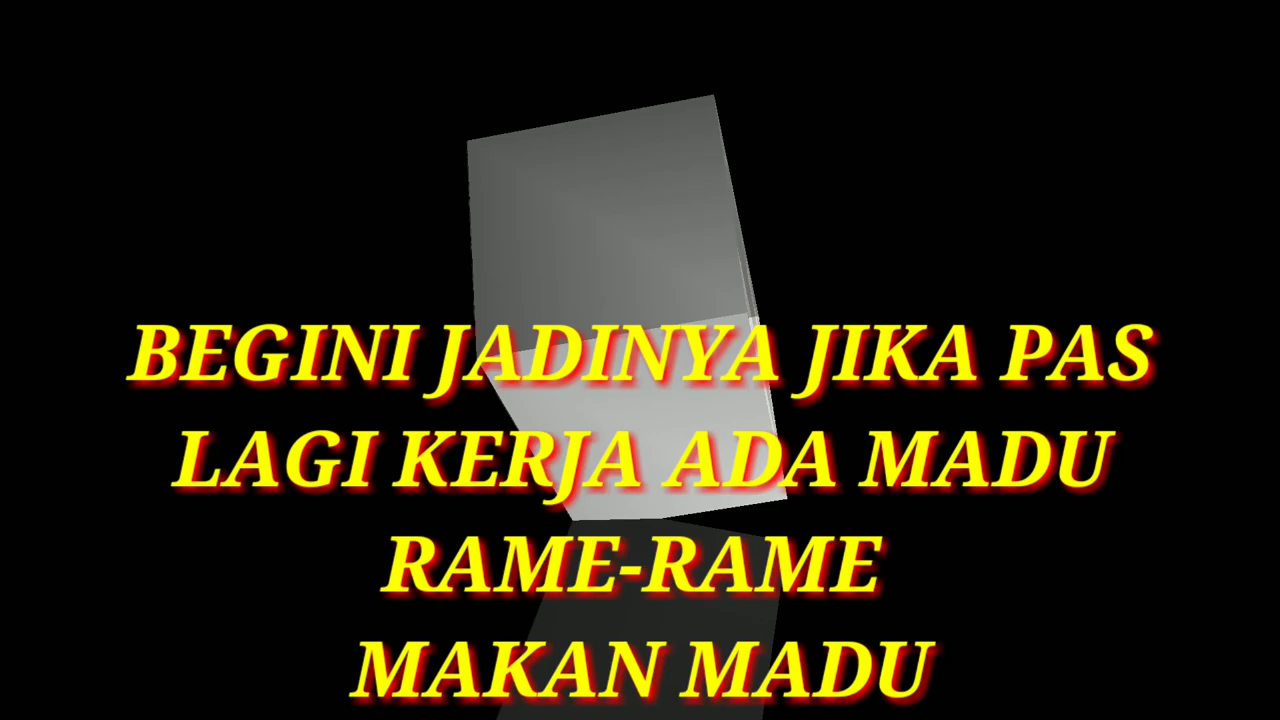 BEGINI JADINYA JIKA PAS
LAGI KERJA ADA MADU
RAME-RAME
MAKAN MADU